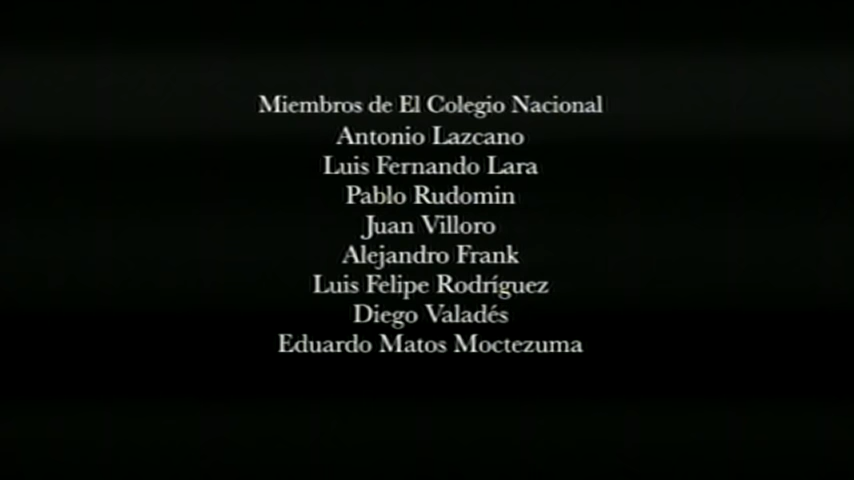 Miembros de El Colegio Nacional
Antonio Lazcano
Luis Fernando Lara
Pablo Rudomin
Juan Villoro
Alejandro Frank
Luis Felipe Rodríguez
Diego Valadés
Eduardo Matos Moctezuma